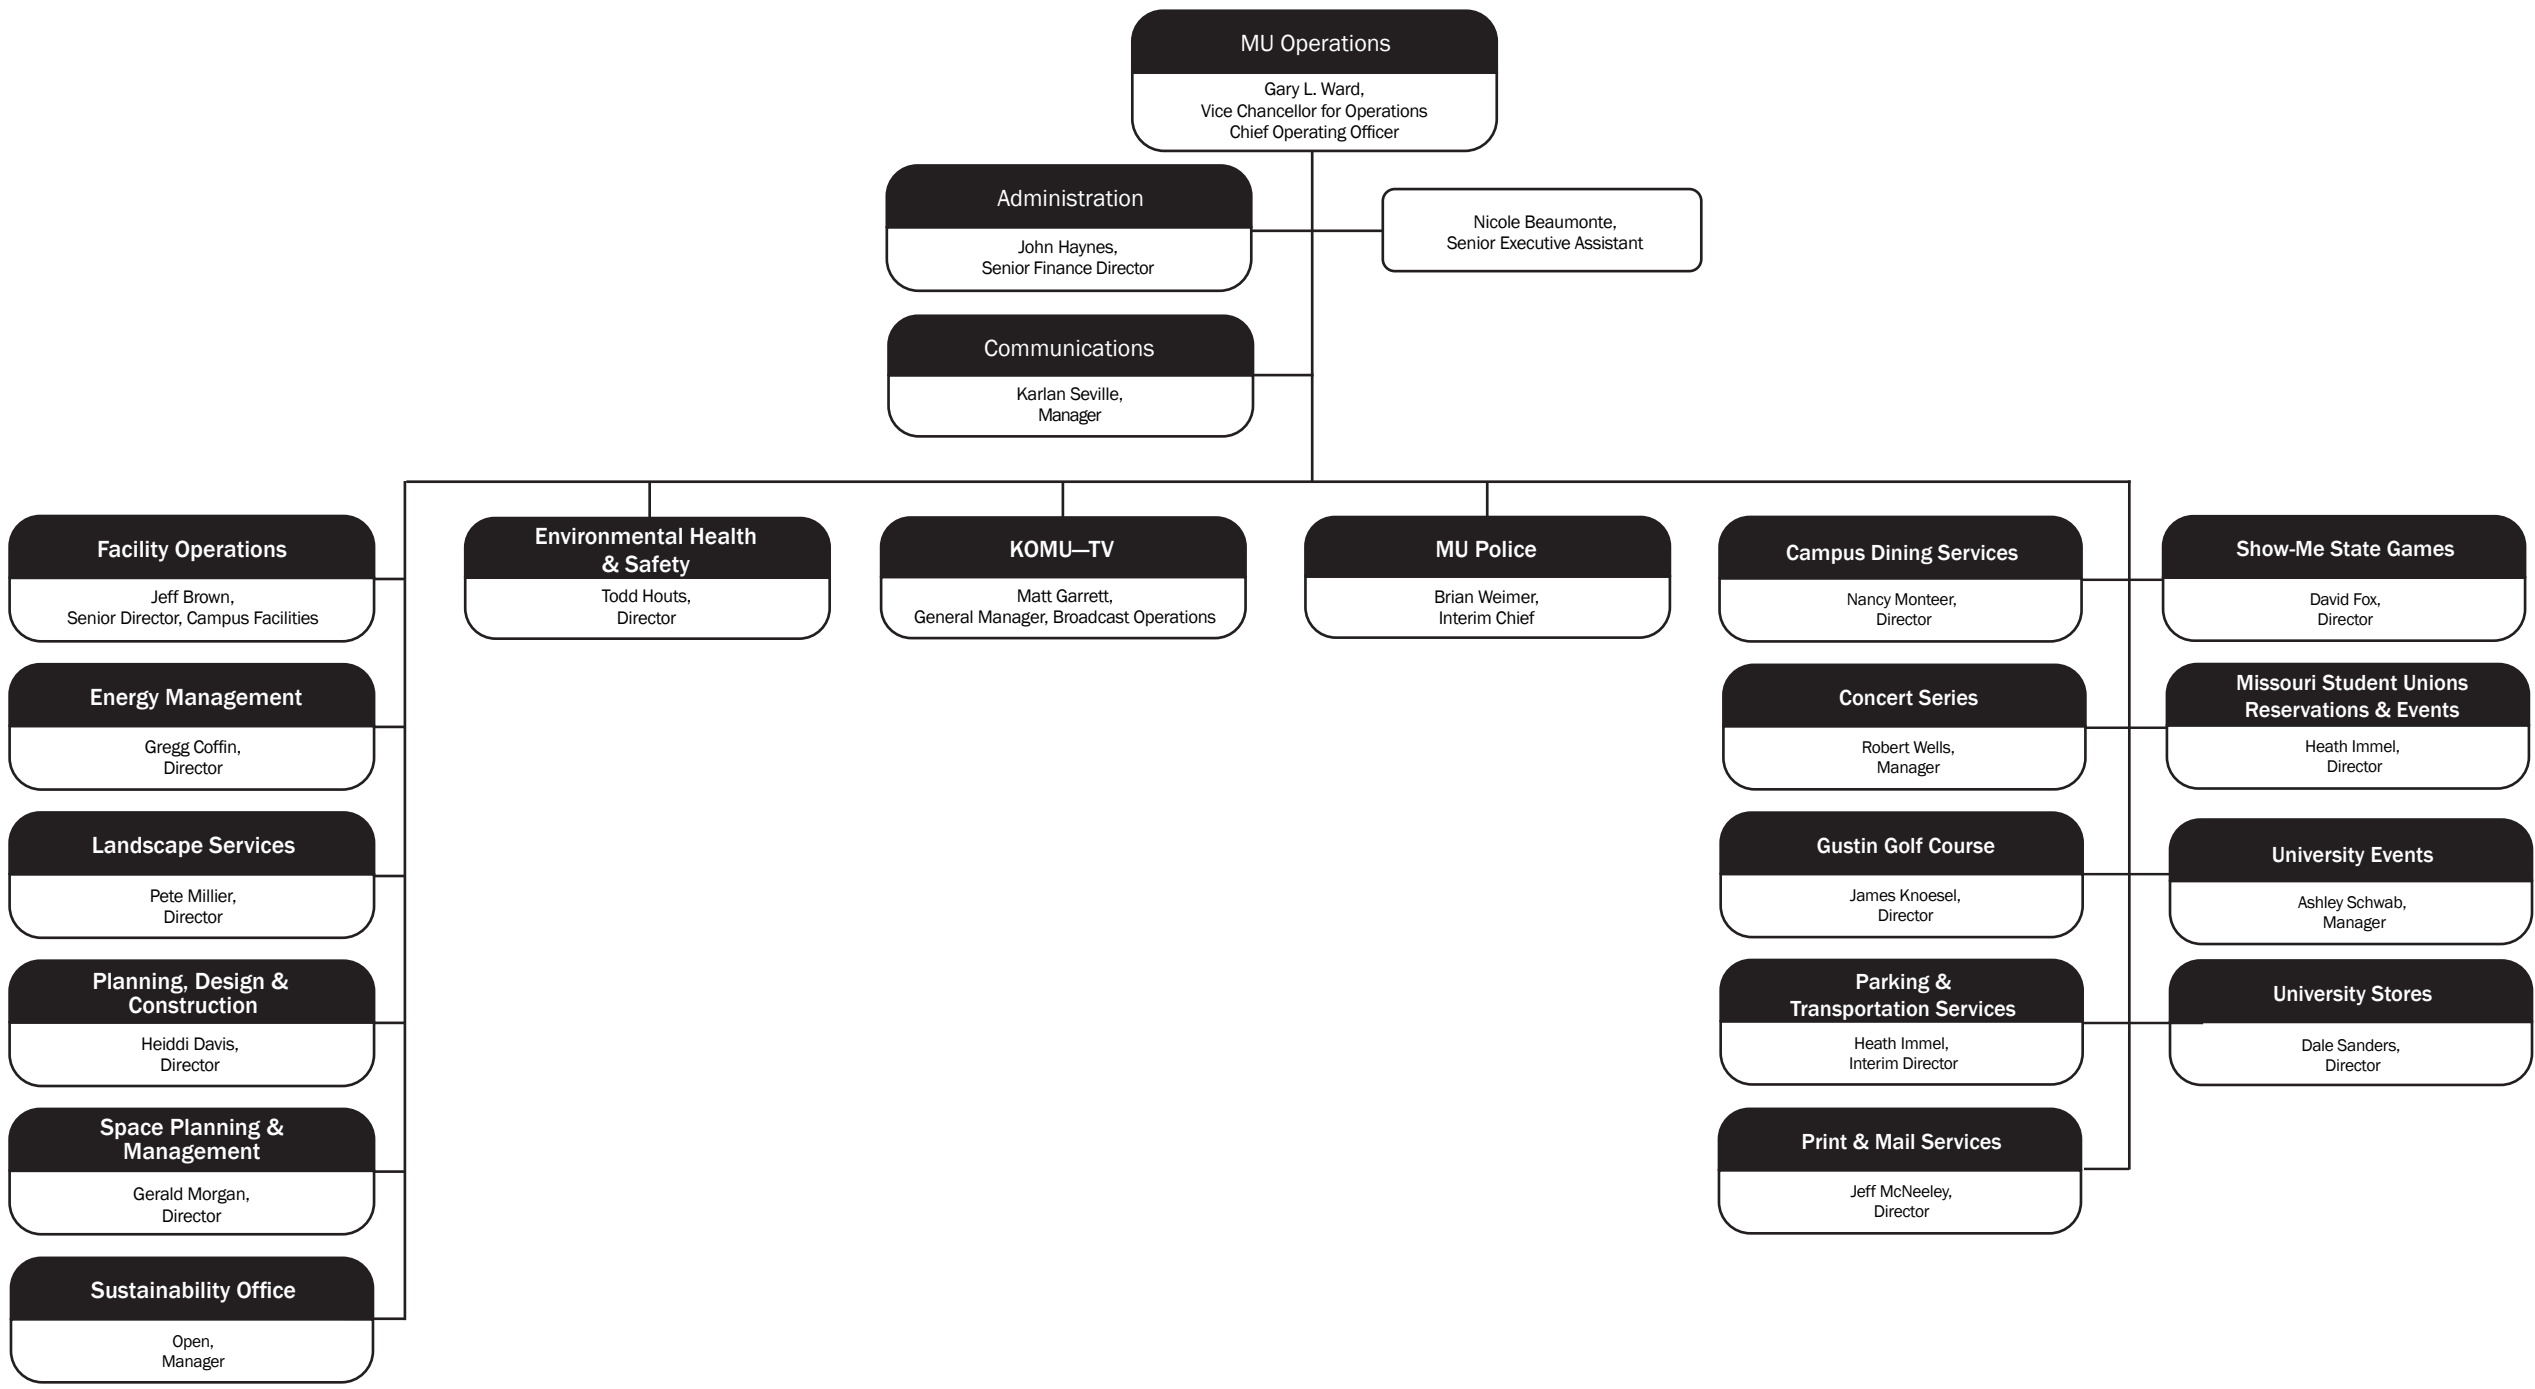 MU Operations
Gary L. Ward,
Vice Chancellor for Operations
Chief Operating Officer
Administration
John Haynes,
Senior Finance Director
Nicole Beaumonte,
Senior Executive Assistant
Communications
Karlan Seville,
Manager
Facility Operations
Jeff Brown,
Senior Director, Campus Facilities
Energy Management
Gregg Coffin,
Director
Landscape Services
Pete Millier,
Director
Planning, Design &
Construction
Heiddi Davis,
Director
Space Planning &
Management
Gerald Morgan,
Director
Sustainability Office
Open,
Manager
Environmental Health
& Safety
Todd Houts,
Director
KOMU—TV
Matt Garrett,
General Manager, Broadcast Operations
MU Police
Brian Weimer,
Interim Chief
Campus Dining Services
Nancy Monteer,
Director
Concert Series
Robert Wells,
Manager
Gustin Golf Course
James Knoesel,
Director
Parking &
Transportation Services
Heath Immel,
Interim Director
Print & Mail Services
Jeff McNeeley,
Director
Show-Me State Games
David Fox,
Director
Missouri Student Unions
Reservations & Events
Heath Immel,
Director
University Events
Ashley Schwab,
Manager
University Stores
Dale Sanders,
Director